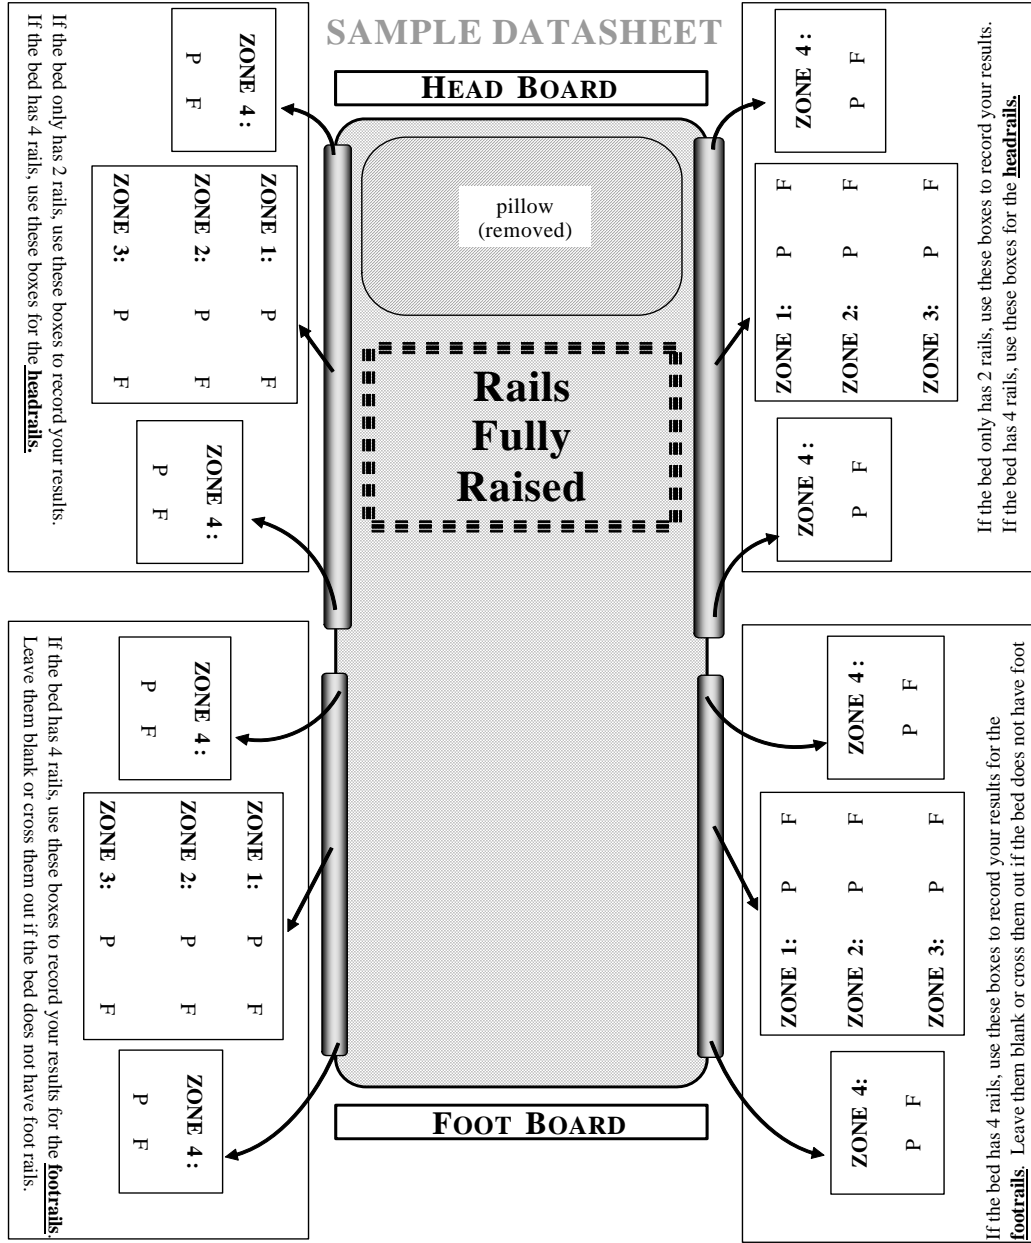 SAMPLE DATASHEET
HEAD BOARD
pillow
(removed)
Rails
Fully
Raised
FOOT BOARD
If the bed only has 2 rails, use these boxes to record your results.
If the bed has 4 rails, use these boxes for the headrails.
ZONE 4:
P F
ZONE 1: P F
ZONE 2: P F
ZONE 3: P F
ZONE 4:
P F
If the bed has 4 rails, use these boxes to record your results for the footrails.
Leave them blank or cross them out if the bed does not have foot rails.
ZONE 4:
P F
ZONE 1: P F
ZONE 2: P F
ZONE 3: P F
ZONE 4:
P F
If the bed only has 2 rails, use these boxes to record your results.
If the bed has 4 rails, use these boxes for the headrails.
ZONE 4:
P F
ZONE 1: P F
ZONE 2: P F
ZONE 3: P F
ZONE 4:
P F
If the bed has 4 rails, use these boxes to record your results for the
footrails. Leave them blank or cross them out if the bed does not have foot
ZONE 4:
P F
ZONE 1: P F
ZONE 2: P F
ZONE 3: P F
ZONE 4:
P F